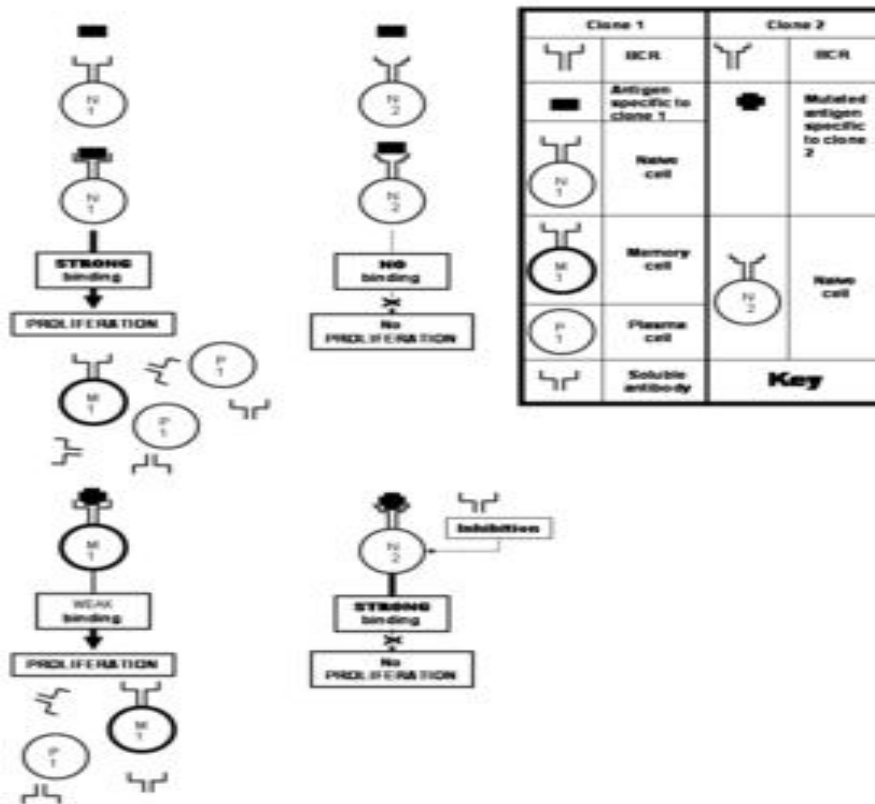 N
1
N
2
N
1
N
2
STRONG
binding
NO
binding
PROLIFERATION
No
PROLIFERATION
M
1
P
1
P
1
M
1
N
2
Inhibition
WEAK
binding
STRONG
binding
PROLIFERATION
No
PROLIFERATION
M
1
P
1
Clone 1
Clone 2
BCR
BCR
Antigen
specific to
clone 1
Mutated
antigen
specific
to clone
2
N
1
Naive
cell
M
1
Memory
cell
N
2
Naive
cell
P
1
Plasma
cell
Soluble
antibody
Key